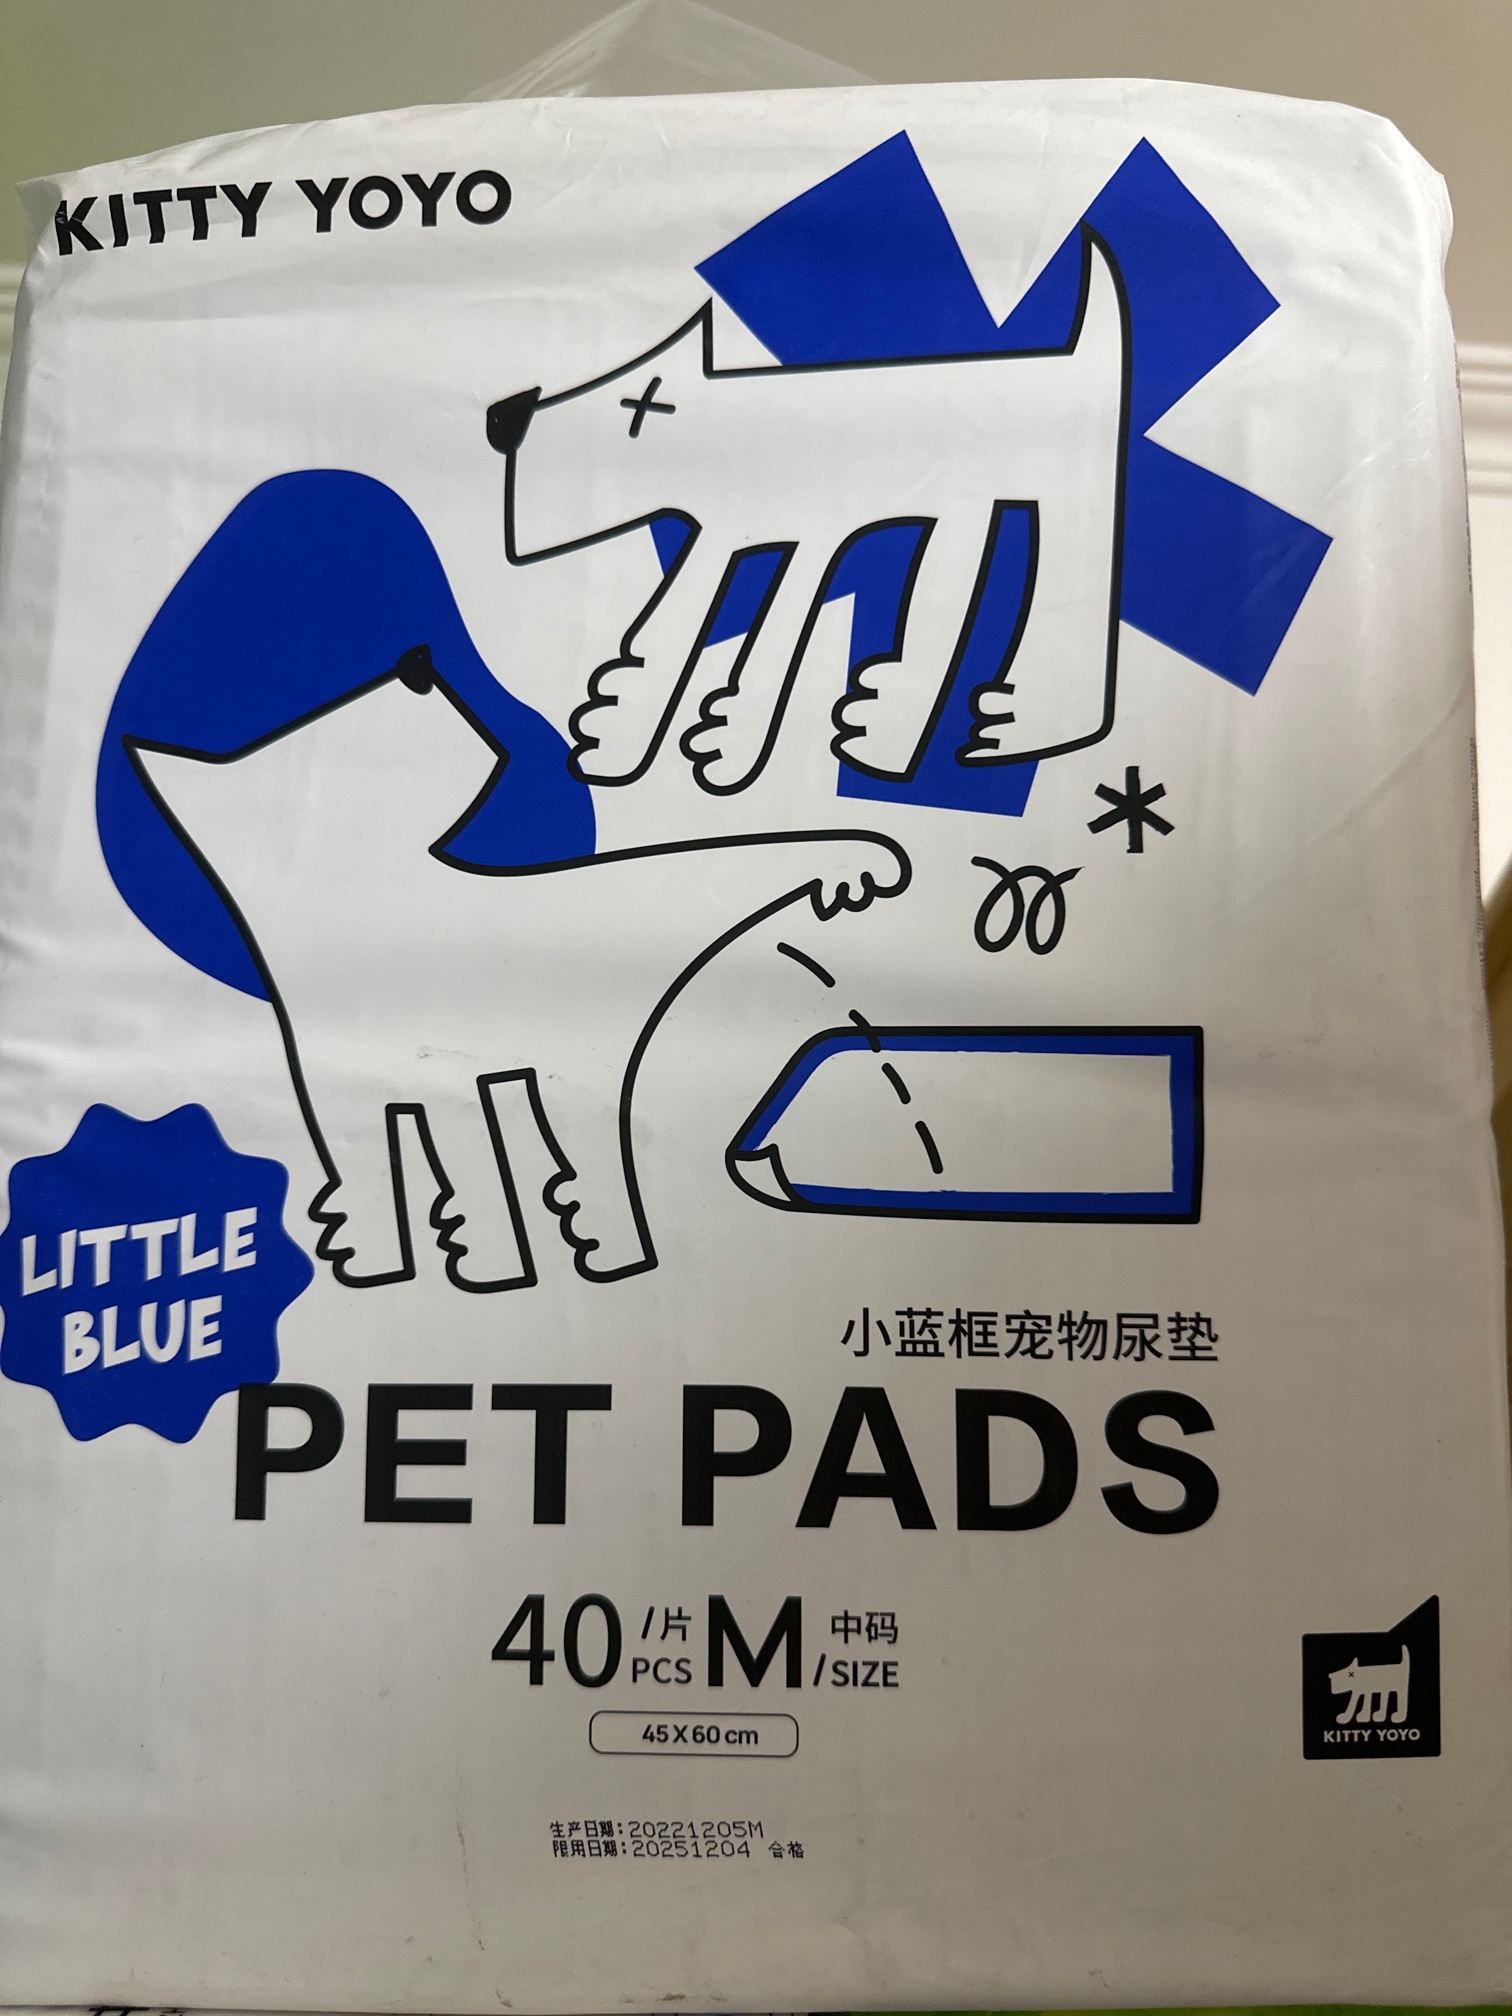 KITTY YOYO
LITTLE
BLUE
小蓝框宠物尿垫
PET PADS
40 /片 PCS M 中码 /SIZE
45X60cm
KITTY YOYO
生产日期:20221205M
限用日期:20251204 合格